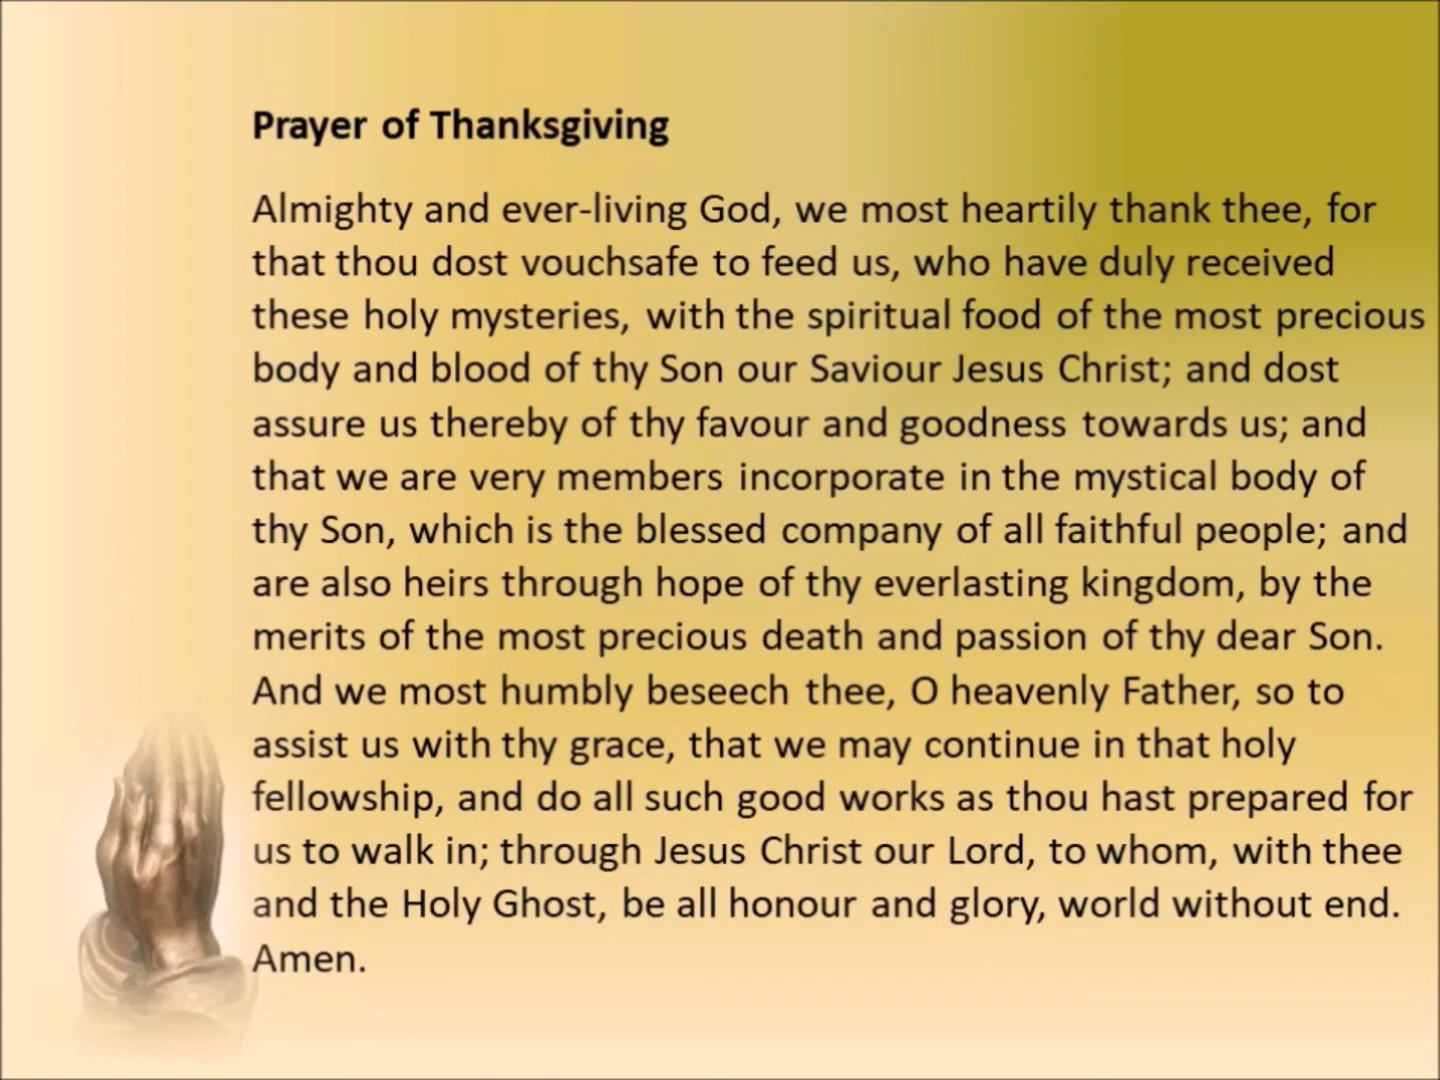 Prayer of Thanksgiving
Almighty and ever-living God, we most heartily thank thee, for
that thou dost vouchsafe to feed us, who have duly received
these holy mysteries, with the spiritual food of the most precious
body and blood of thy Son our Saviour Jesus Christ; and dost
assure us thereby of thy favour and goodness towards us; and
that we are very members incorporate in the mystical body of
thy Son, which is the blessed company of all faithful people; and
are also heirs through hope of thy everlasting kingdom, by the
merits of the most precious death and passion of thy dear Son.
And we most humbly beseech thee, O heavenly Father, so to
assist us with thy grace, that we may continue in that holy
fellowship, and do all such good works as thou hast prepared for
us to walk in; through Jesus Christ our Lord, to whom, with thee
and the Holy Ghost, be all honour and glory, world without end.
Amen.